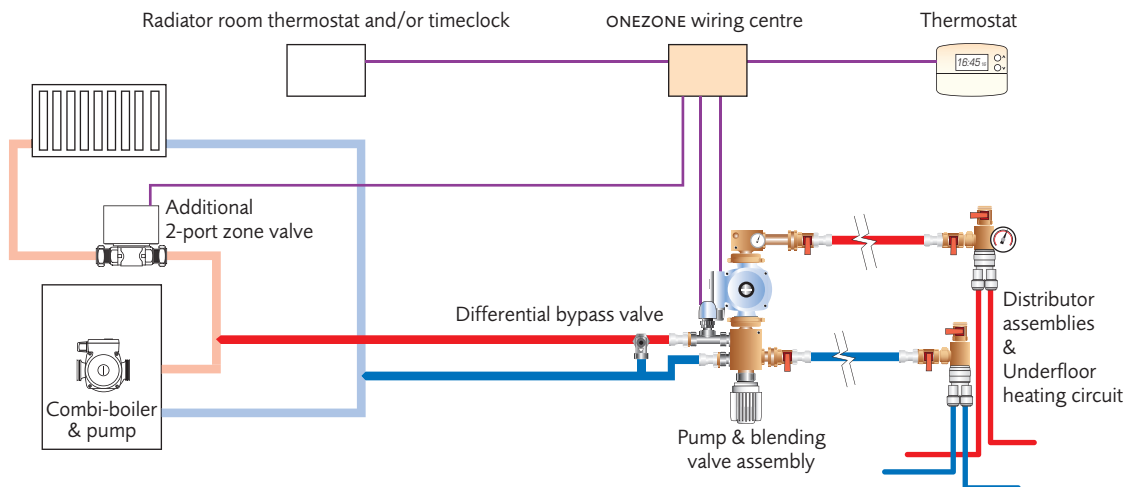 Radiator room thermostat and/or timeclock
ONEZONE wiring centre
Thermostat
16:45
Additional
2-port zone valve
Differential bypass valve
Distributor
assemblies
&
Underfloor
heating circuit
Combi-boiler
& pump
Pump & blending
valve assembly